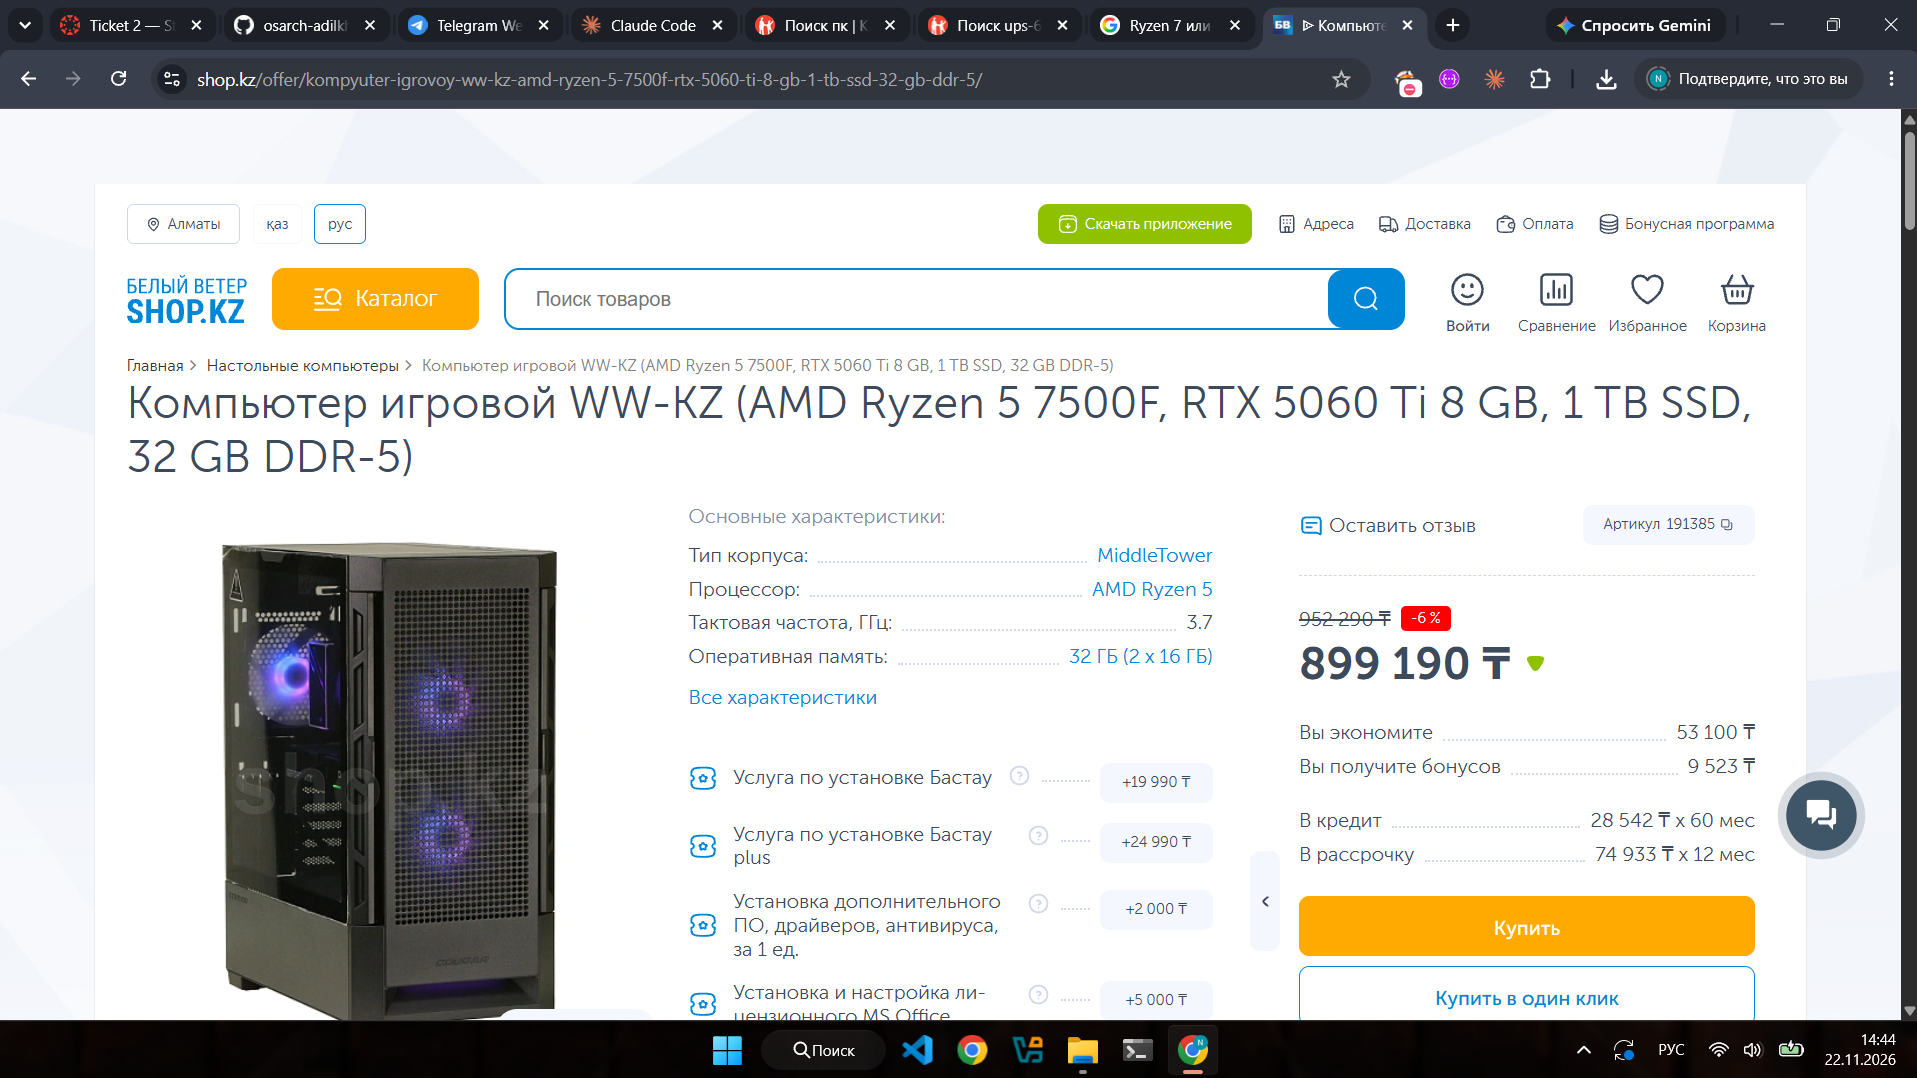 Ticket 2 — St
osarch-adilkl
Telegram We
Claude Code
Поиск пк | K
Поиск ups-6
Ryzen 7 или
ᐈ Компьюте
Спросить Gemini
shop.kz/offer/kompyuter-igrovoy-ww-kz-amd-ryzen-5-7500f-rtx-5060-ti-8-gb-1-tb-ssd-32-gb-ddr-5/
N
Подтвердите, что это вы
Алматы
қаз
рус
Скачать приложение
Адреса
Доставка
Оплата
Бонусная программа
БЕЛЫЙ ВЕТЕР
SHOP.KZ
Каталог
Поиск товаров
Войти
Сравнение
Избранное
Корзина
Главная > Настольные компьютеры > Компьютер игровой WW-KZ (AMD Ryzen 5 7500F, RTX 5060 Ti 8 GB, 1 TB SSD, 32 GB DDR-5)
Компьютер игровой WW-KZ (AMD Ryzen 5 7500F, RTX 5060 Ti 8 GB, 1 TB SSD,
32 GB DDR-5)
shop.kz
COUGAR
Основные характеристики:
Тип корпуса: MiddleTower
Процессор: AMD Ryzen 5
Тактовая частота, ГГц: 3.7
Оперативная память: 32 ГБ (2 x 16 ГБ)
Все характеристики
Услуга по установке Бастау ? +19 990 ₸
Услуга по установке Бастау
plus
? +24 990 ₸
Установка дополнительного
ПО, драйверов, антивируса,
за 1 ед.
? +2 000 ₸
Установка и настройка ли-
цензионного MS Office
? +5 000 ₸
Оставить отзыв
Артикул 191385
952 290 ₸ -6 %
899 190 ₸
Вы экономите 53 100 ₸
Вы получите бонусов 9 523 ₸
В кредит 28 542 ₸ x 60 мес
В рассрочку 74 933 ₸ x 12 мес
Купить
Купить в один клик
Поиск
РУС
14:44
22.11.2026